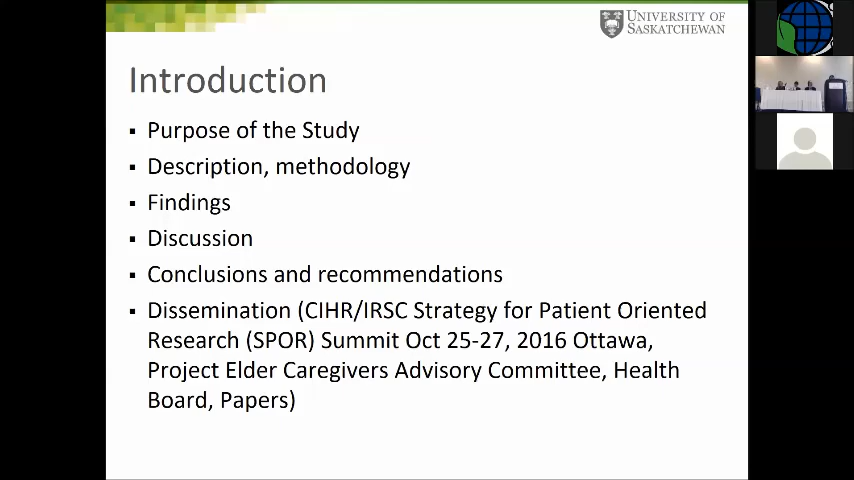 UNIVERSITY OF
SASKATCHEWAN
Introduction
▪ Purpose of the Study
▪ Description, methodology
▪ Findings
▪ Discussion
▪ Conclusions and recommendations
▪ Dissemination (CIHR/IRSC Strategy for Patient Oriented
Research (SPOR) Summit Oct 25-27, 2016 Ottawa,
Project Elder Caregivers Advisory Committee, Health
Board, Papers)